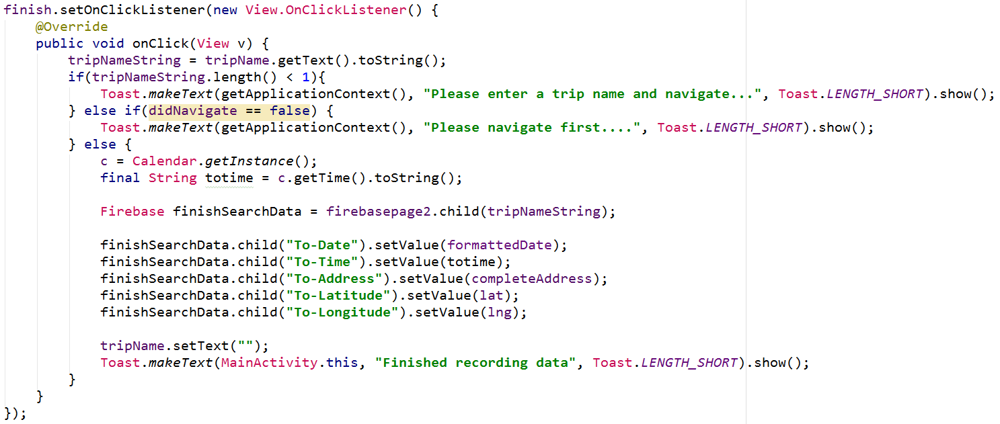 finish.setOnClickListener(new View.OnClickListener() {
@Override
public void onClick(View v) {
tripNameString = tripName.getText().toString();
if(tripNameString.length() < 1){
Toast.makeText(getApplicationContext(), "Please enter a trip name and navigate...", Toast.LENGTH_SHORT).show();
} else if(didNavigate == false) {
Toast.makeText(getApplicationContext(), "Please navigate first....", Toast.LENGTH_SHORT).show();
} else {
c = Calendar.getInstance();
final String totime = c.getTime().toString();
Firebase finishSearchData = firebasepage2.child(tripNameString);
finishSearchData.child("To-Date").setValue(formattedDate);
finishSearchData.child("To-Time").setValue(totime);
finishSearchData.child("To-Address").setValue(completeAddress);
finishSearchData.child("To-Latitude").setValue(lat);
finishSearchData.child("To-Longitude").setValue(lng);
tripName.setText("");
Toast.makeText(MainActivity.this, "Finished recording data", Toast.LENGTH_SHORT).show();
}
}
});